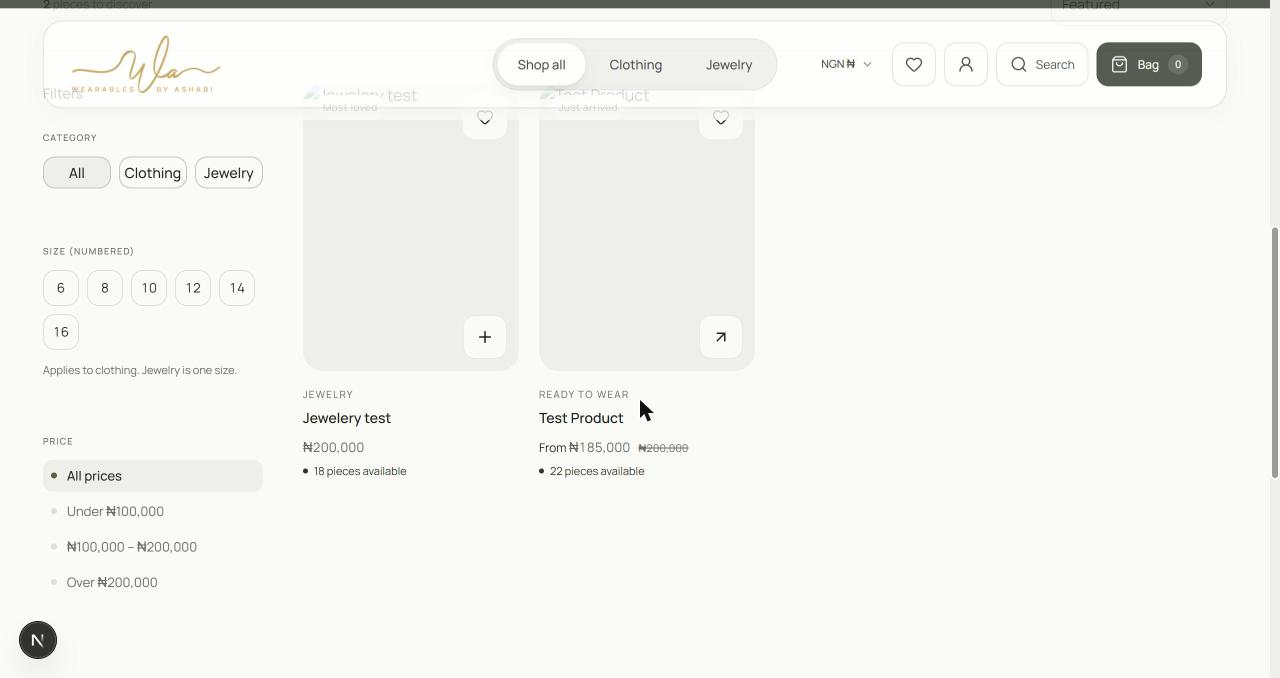 2 pieces to discover
Featured
Wa
WEARABLES BY ASHABI
Shop all
Clothing
Jewelry
NGN ₦
Search
Bag
0
Filters
Jewelery test
Most loved
Test Product
Just arrived
CATEGORY
All
Clothing
Jewelry
SIZE (NUMBERED)
6
8
10
12
14
16
Applies to clothing. Jewelry is one size.
JEWELRY
Jewelery test
₦200,000
18 pieces available
READY TO WEAR
Test Product
From ₦185,000 ₦200,000
22 pieces available
PRICE
All prices
Under ₦100,000
₦100,000 – ₦200,000
Over ₦200,000
N